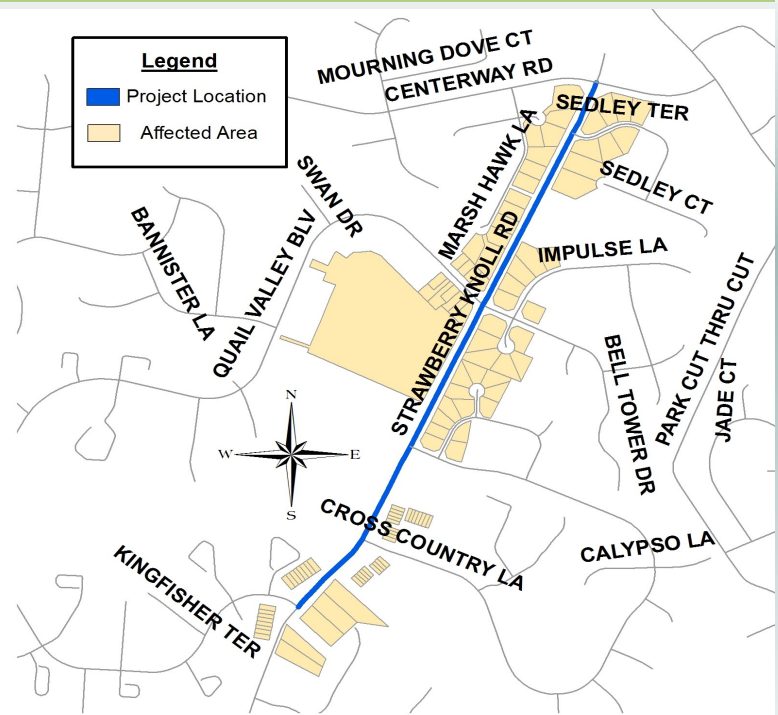 Legend
Project Location
Affected Area
MOURNING DOVE CT
CENTERWAY RD
SEDLEY TER
MARSH HAWK LA
SEDLEY CT
SWAN DR
BANNISTER LA
QUAIL VALLEY BLV
STRAWBERRY KNOLL RD
IMPULSE LA
PARK CUT THRU CUT
BELL TOWER DR
JADE CT
N
W
E
S
CROSS COUNTRY LA
CALYPSO LA
KINGFISHER TER